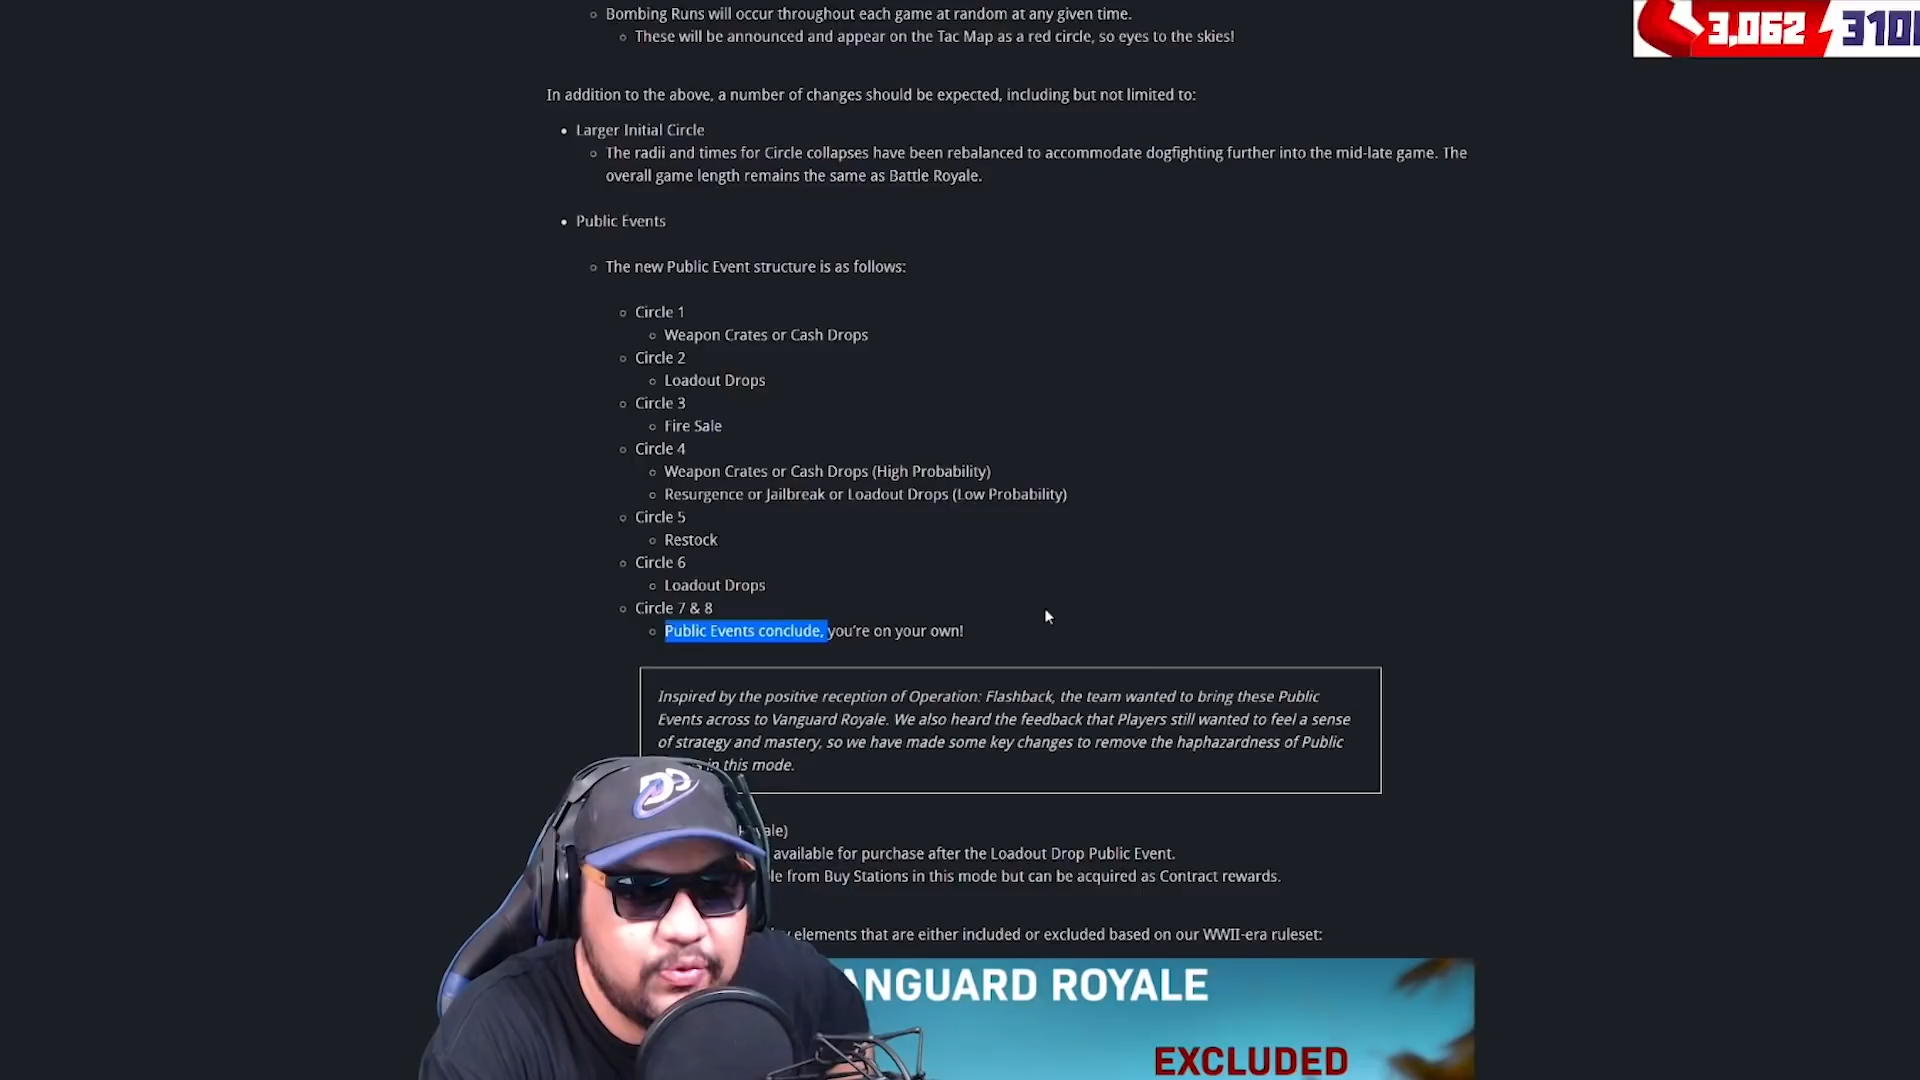 Bombing Runs will occur throughout each game at random at any given time.
These will be announced and appear on the Tac Map as a red circle, so eyes to the skies!
3,062 310
In addition to the above, a number of changes should be expected, including but not limited to:
Larger Initial Circle
The radii and times for Circle collapses have been rebalanced to accommodate dogfighting further into the mid-late game. The
overall game length remains the same as Battle Royale.
Public Events
The new Public Event structure is as follows:
Circle 1
Weapon Crates or Cash Drops
Circle 2
Loadout Drops
Circle 3
Fire Sale
Circle 4
Weapon Crates or Cash Drops (High Probability)
Resurgence or Jailbreak or Loadout Drops (Low Probability)
Circle 5
Restock
Circle 6
Loadout Drops
Circle 7 & 8
Public Events conclude, you're on your own!
Inspired by the positive reception of Operation: Flashback, the team wanted to bring these Public
Events across to Vanguard Royale. We also heard the feedback that Players still wanted to feel a sense
of strategy and mastery, so we have made some key changes to remove the haphazardness of Public
in this mode.
available for purchase after the Loadout Drop Public Event.
from Buy Stations in this mode but can be acquired as Contract rewards.
elements that are either included or excluded based on our WWII-era ruleset:
ANGUARD ROYALE
EXCLUDED